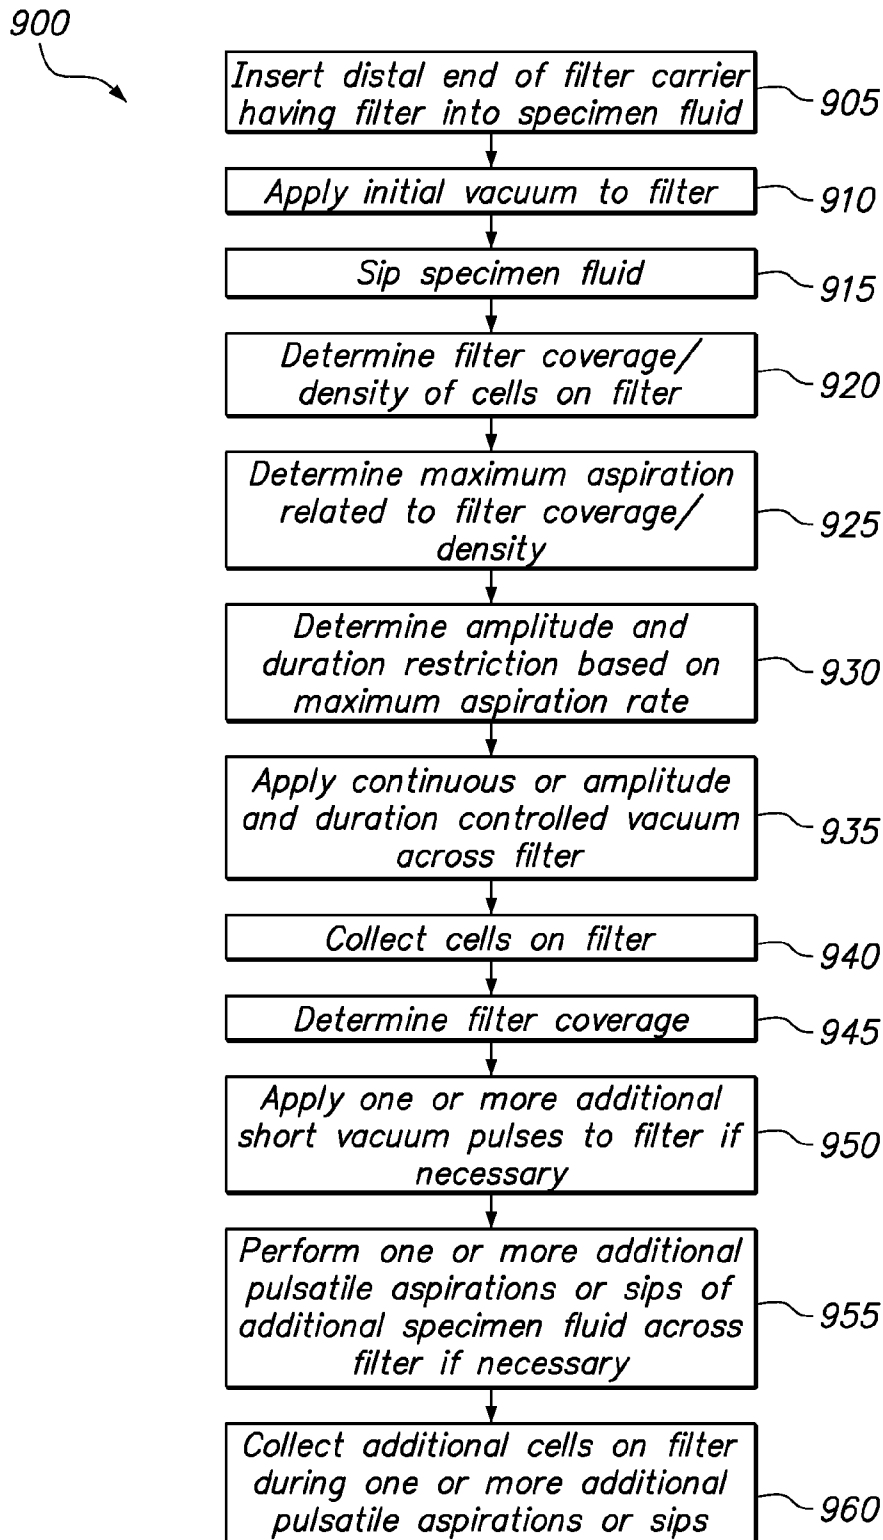 900
Insert distal end of filter carrier
having filter into specimen fluid
905
Apply initial vacuum to filter
910
Sip specimen fluid
915
Determine filter coverage/
density of cells on filter
920
Determine maximum aspiration
related to filter coverage/
density
925
Determine amplitude and
duration restriction based on
maximum aspiration rate
930
Apply continuous or amplitude
and duration controlled vacuum
across filter
935
Collect cells on filter
940
Determine filter coverage
945
Apply one or more additional
short vacuum pulses to filter if
necessary
950
Perform one or more additional
pulsatile aspirations or sips of
additional specimen fluid across
filter if necessary
955
Collect additional cells on filter
during one or more additional
pulsatile aspirations or sips
960